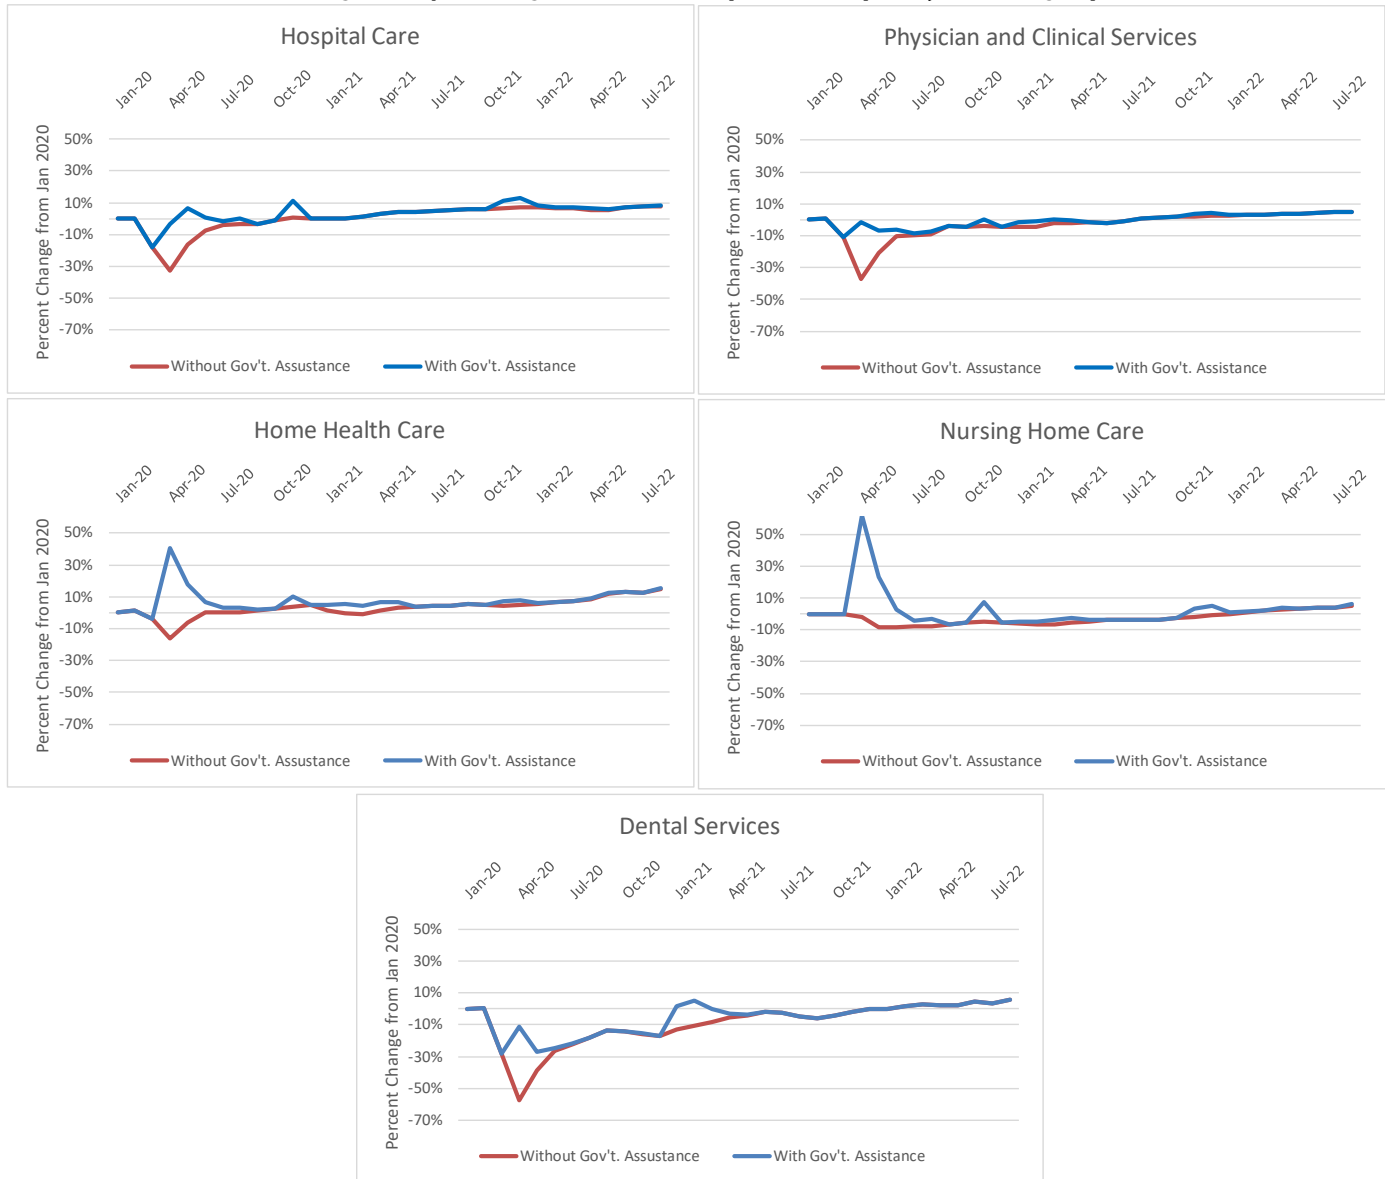 Hospital Care
Jan-20 Apr-20 Jul-20 Oct-20 Jan-21 Apr-21 Jul-21 Oct-21 Jan-22 Apr-22 Jul-22
Percent Change from Jan 2020
50%
30%
10%
-10%
-30%
-50%
-70%
Without Gov't. Assustance With Gov't. Assistance
Physician and Clinical Services
Jan-20 Apr-20 Jul-20 Oct-20 Jan-21 Apr-21 Jul-21 Oct-21 Jan-22 Apr-22 Jul-22
Percent Change from Jan 2020
50%
30%
10%
-10%
-30%
-50%
-70%
Without Gov't. Assustance With Gov't. Assistance
Home Health Care
Jan-20 Apr-20 Jul-20 Oct-20 Jan-21 Apr-21 Jul-21 Oct-21 Jan-22 Apr-22 Jul-22
Percent Change from Jan 2020
50%
30%
10%
-10%
-30%
-50%
-70%
Without Gov't. Assustance With Gov't. Assistance
Nursing Home Care
Jan-20 Apr-20 Jul-20 Oct-20 Jan-21 Apr-21 Jul-21 Oct-21 Jan-22 Apr-22 Jul-22
Percent Change from Jan 2020
50%
30%
10%
-10%
-30%
-50%
-70%
Without Gov't. Assustance With Gov't. Assistance
Dental Services
Jan-20 Apr-20 Jul-20 Oct-20 Jan-21 Apr-21 Jul-21 Oct-21 Jan-22 Apr-22 Jul-22
Percent Change from Jan 2020
50%
30%
10%
-10%
-30%
-50%
-70%
Without Gov't. Assustance With Gov't. Assistance